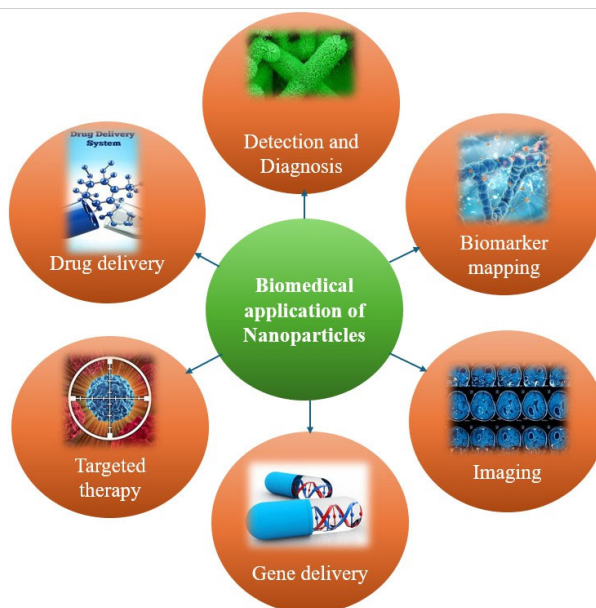 Detection and
Diagnosis
Biomarker
mapping
Imaging
Gene delivery
Targeted
therapy
Drug Delivery
System
Drug delivery
Biomedical
application of
Nanoparticles